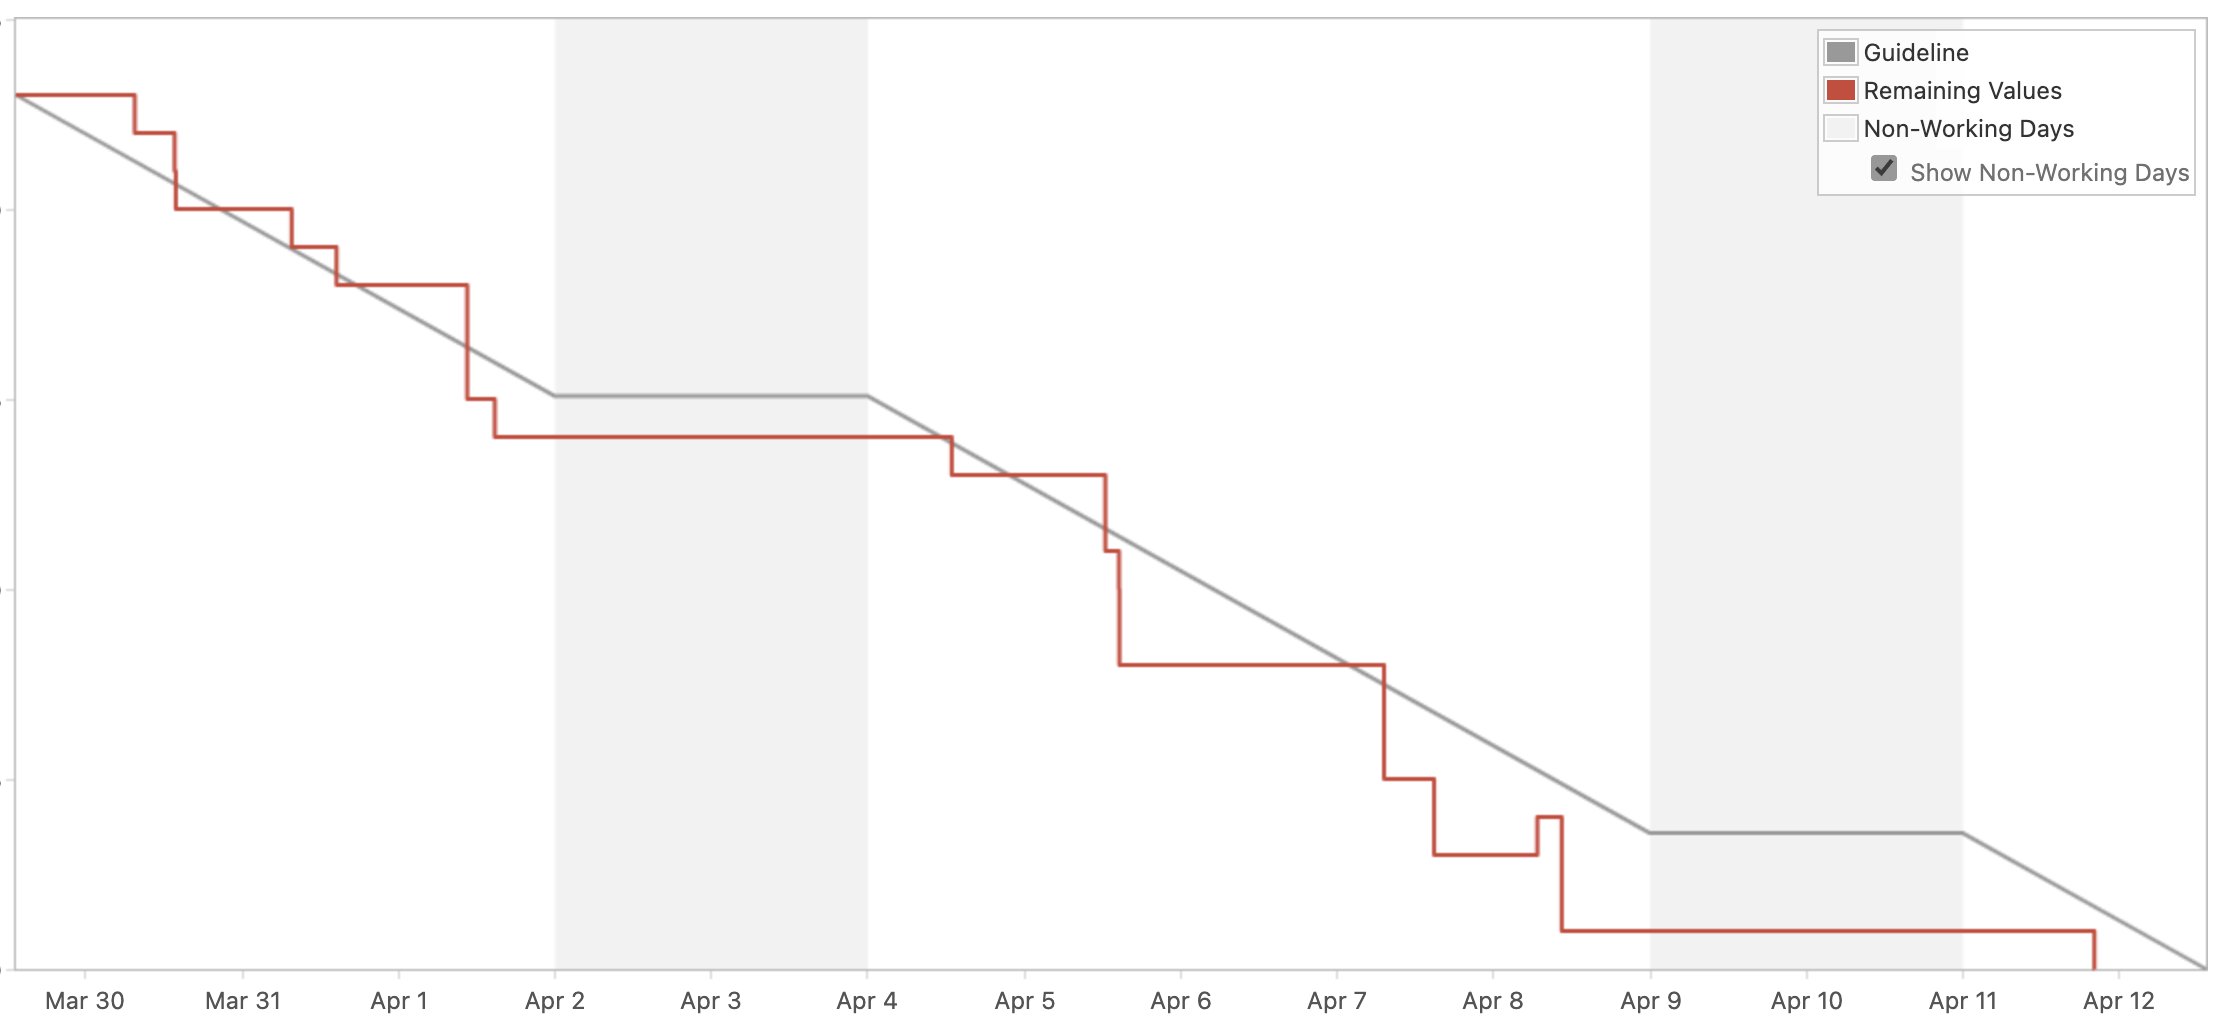 Guideline
Remaining Values
Non-Working Days
Show Non-Working Days
Mar 30 Mar 31 Apr 1 Apr 2 Apr 3 Apr 4 Apr 5 Apr 6 Apr 7 Apr 8 Apr 9 Apr 10 Apr 11 Apr 12